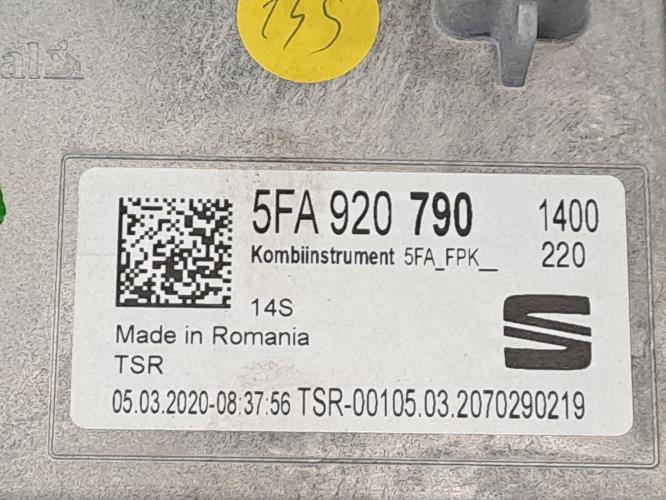 14S
5FA 920 790 1400
Kombiinstrument 5FA_FPK_ 220
14S
Made in Romania
TSR
05.03.2020-08:37:56 TSR-00105.03.2070290219